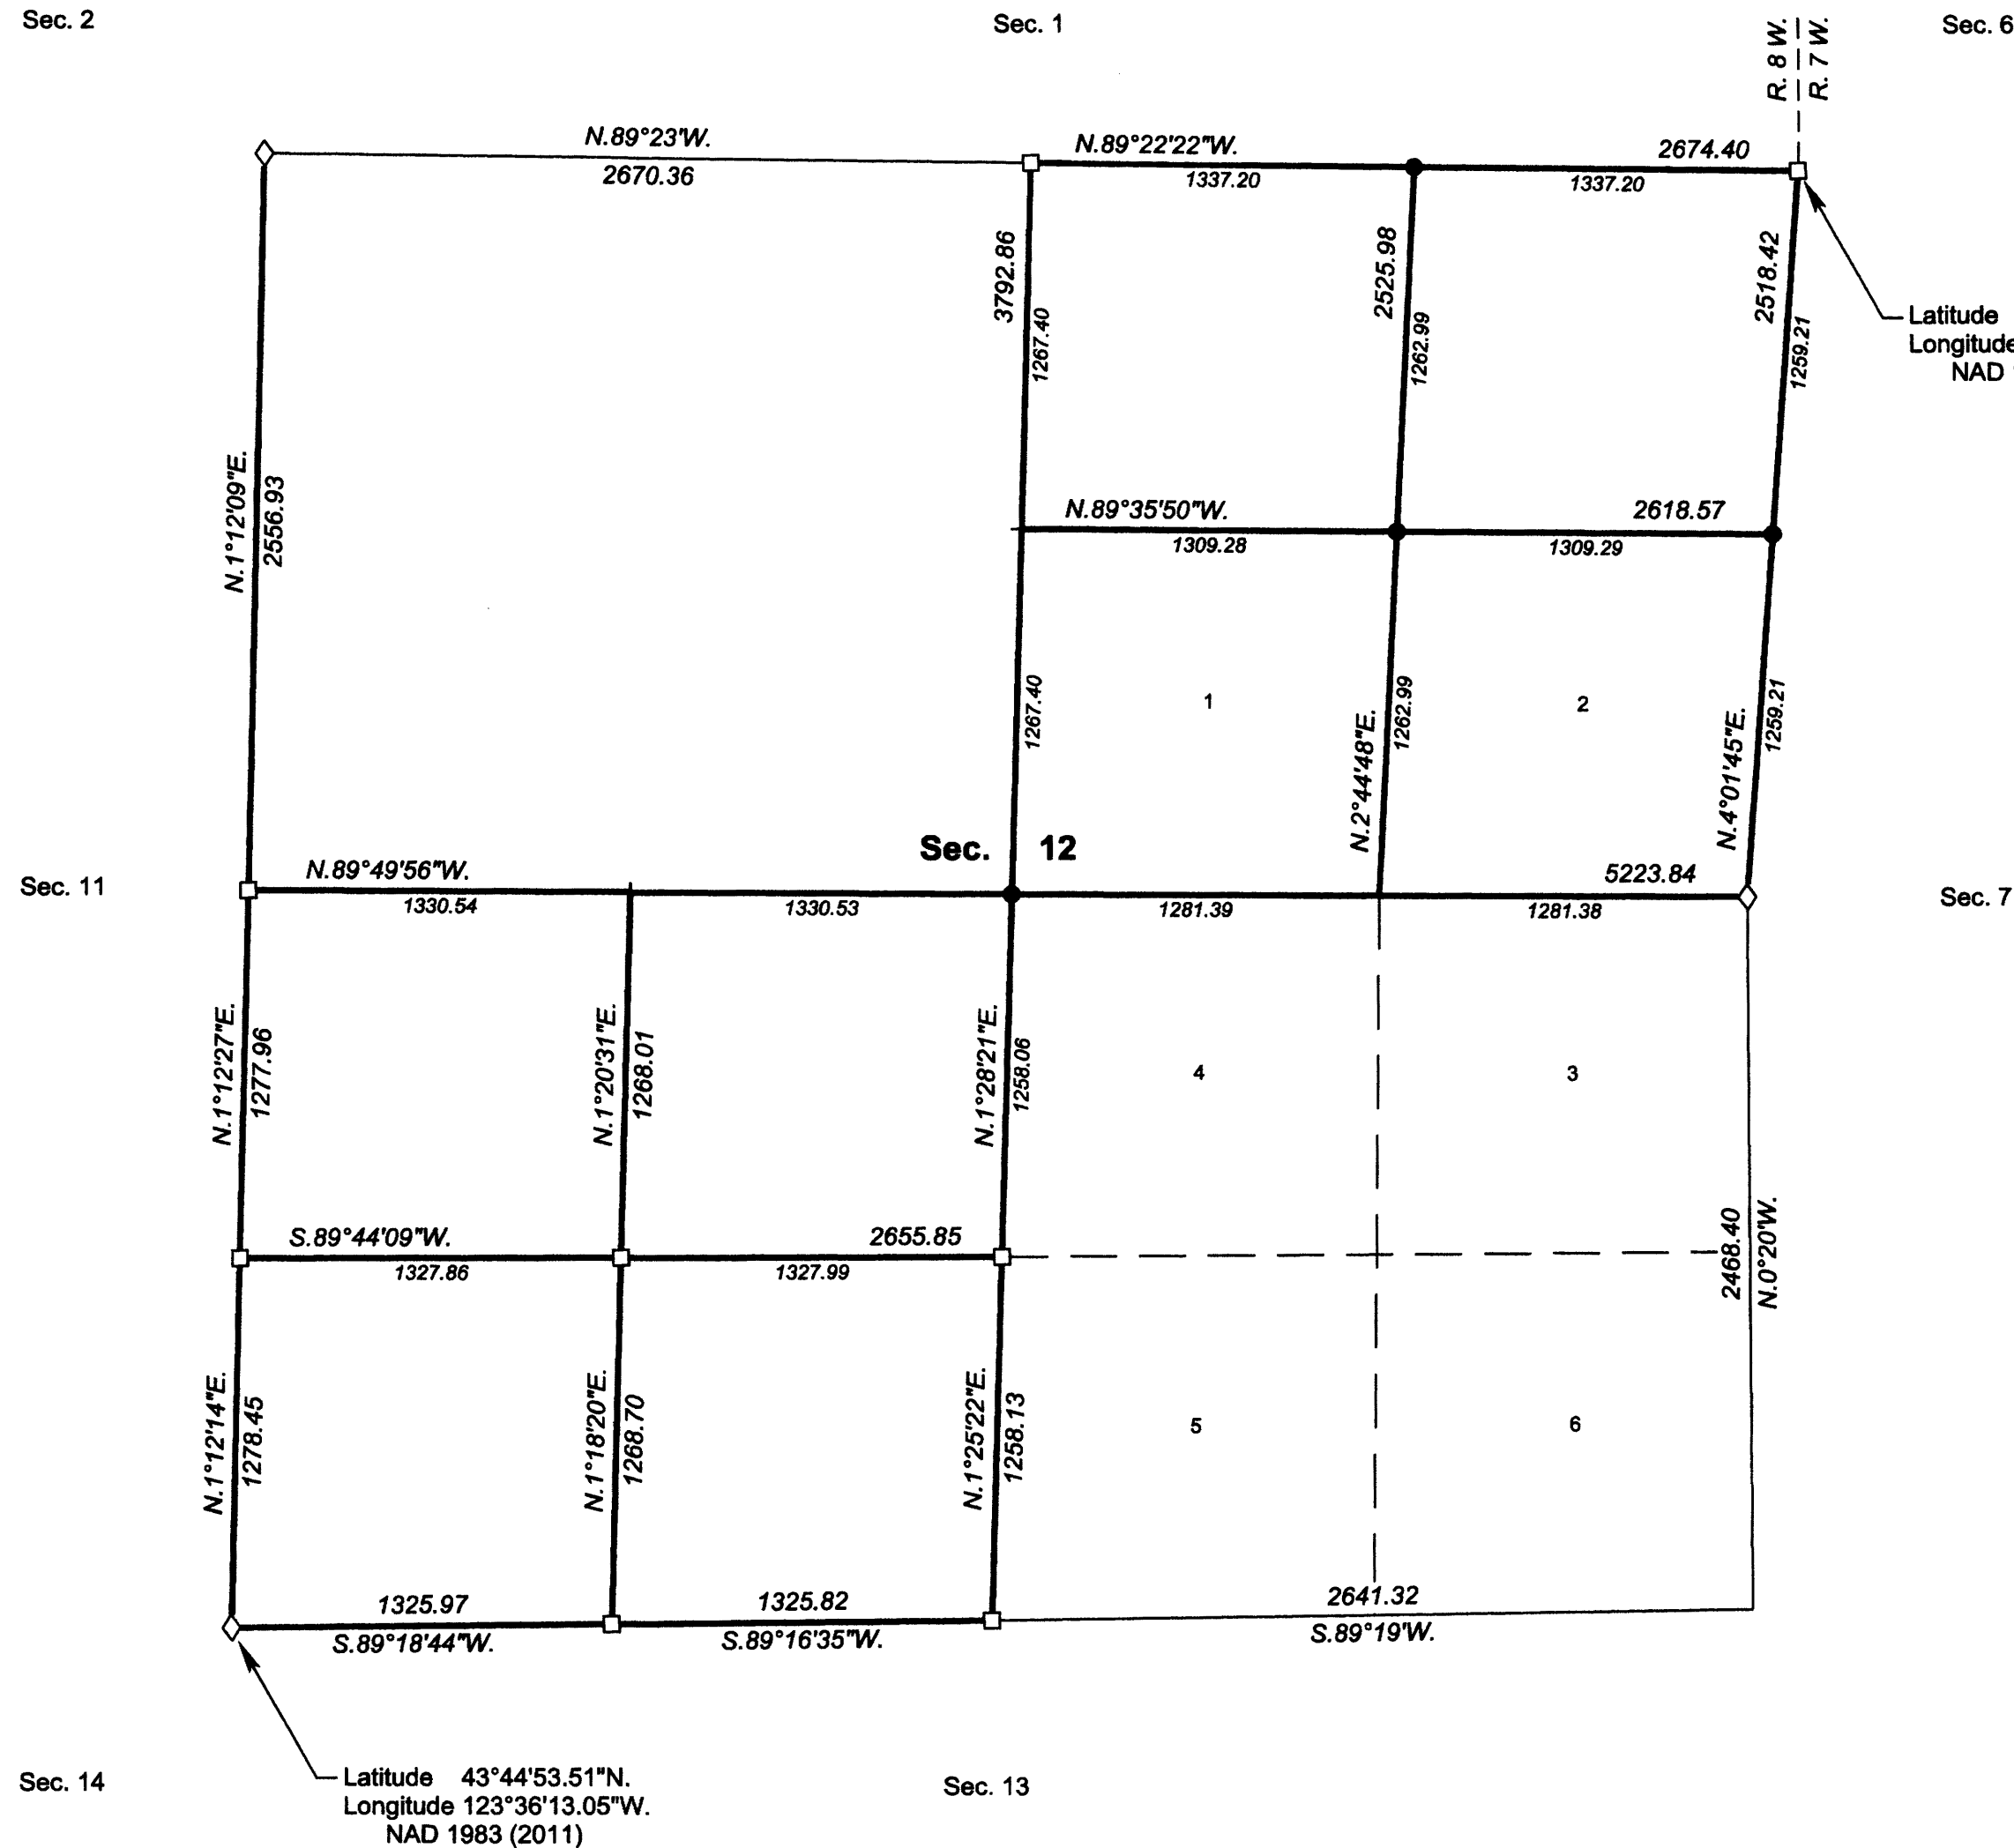 Sec. 2
Sec. 1
Sec. 6
R. 8 W.
R. 7 W.
N.89°23'W.
2670.36
N.89°22'22"W.
2674.40
1337.20
1337.20
3792.86
1267.40
2525.98
1262.99
2518.42
1259.21
Latitude
Longitude
NAD
N.1°12'09"E.
2556.93
N.89°35'50"W.
2618.57
1309.28
1309.29
1267.40
1
N.2°44'48"E.
1262.99
2
N.4°01'45"E.
1259.21
Sec. 12
Sec. 11
N.89°49'56"W.
5223.84
1330.54
1330.53
1281.39
1281.38
Sec. 7
N.1°12'27"E.
1277.96
N.1°20'31"E.
1268.01
N.1°28'21"E.
1258.06
4
3
S.89°44'09"W.
2655.85
1327.86
1327.99
2468.40
N.0°20'W.
N.1°12'14"E.
1278.45
N.1°18'20"E.
1268.70
N.1°25'22"E.
1258.13
5
6
1325.97
S.89°18'44"W.
1325.82
S.89°16'35"W.
2641.32
S.89°19'W.
Sec. 14
Latitude 43°44'53.51"N.
Longitude 123°36'13.05"W.
NAD 1983 (2011)
Sec. 13